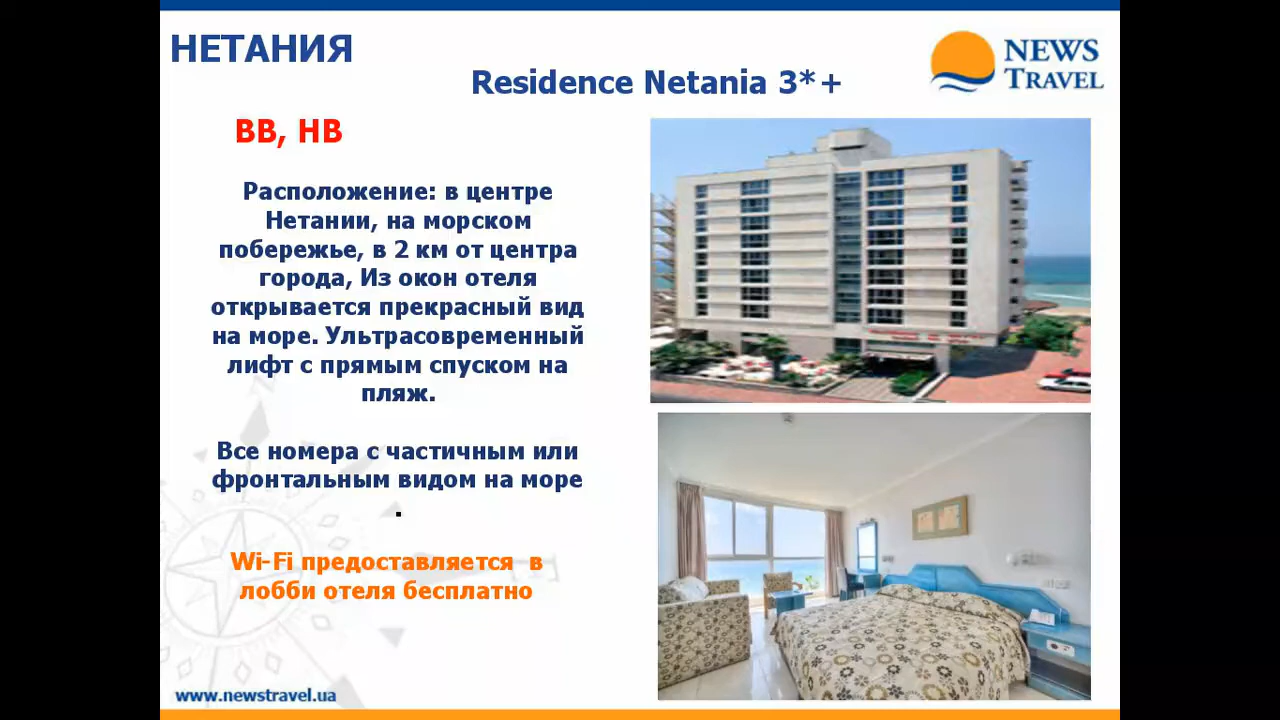 НЕТАНИЯ
Residence Netania 3*+
NEWS
TRAVEL
BB, HB
Расположение: в центре
Нетании, на морском
побережье, в 2 км от центра
города, Из окон отеля
открывается прекрасный вид
на море. Ультрасовременный
лифт с прямым спуском на
пляж.
Все номера с частичным или
фронтальным видом на море
.
Wi-Fi предоставляется в
лобби отеля бесплатно
www.newstravel.ua